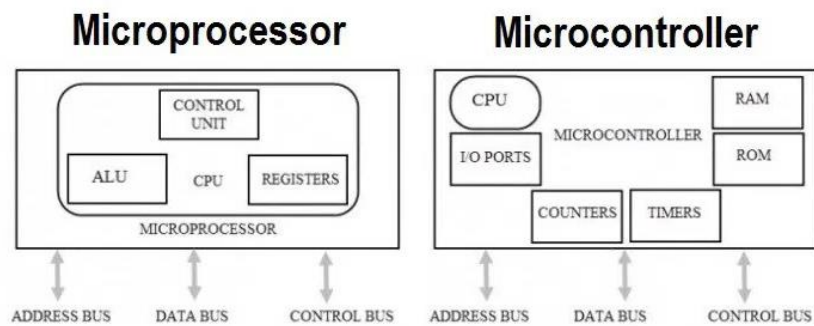 Microprocessor
CONTROL
UNIT
ALU
CPU
REGISTERS
MICROPROCESSOR
ADDRESS BUS
DATA BUS
CONTROL BUS
Microcontroller
CPU
RAM
MICROCONTROLLER
I/O PORTS
ROM
COUNTERS
TIMERS
ADDRESS BUS
DATA BUS
CONTROL BUS